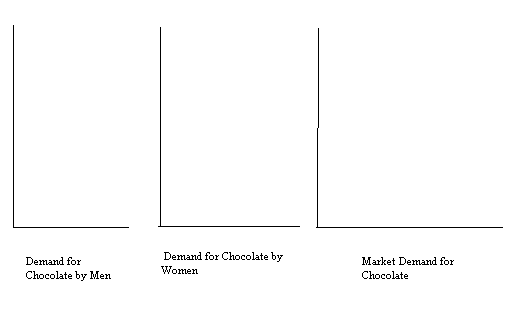 Demand for
Chocolate by Men
Demand for Chocolate by
Women
Market Demand for
Chocolate